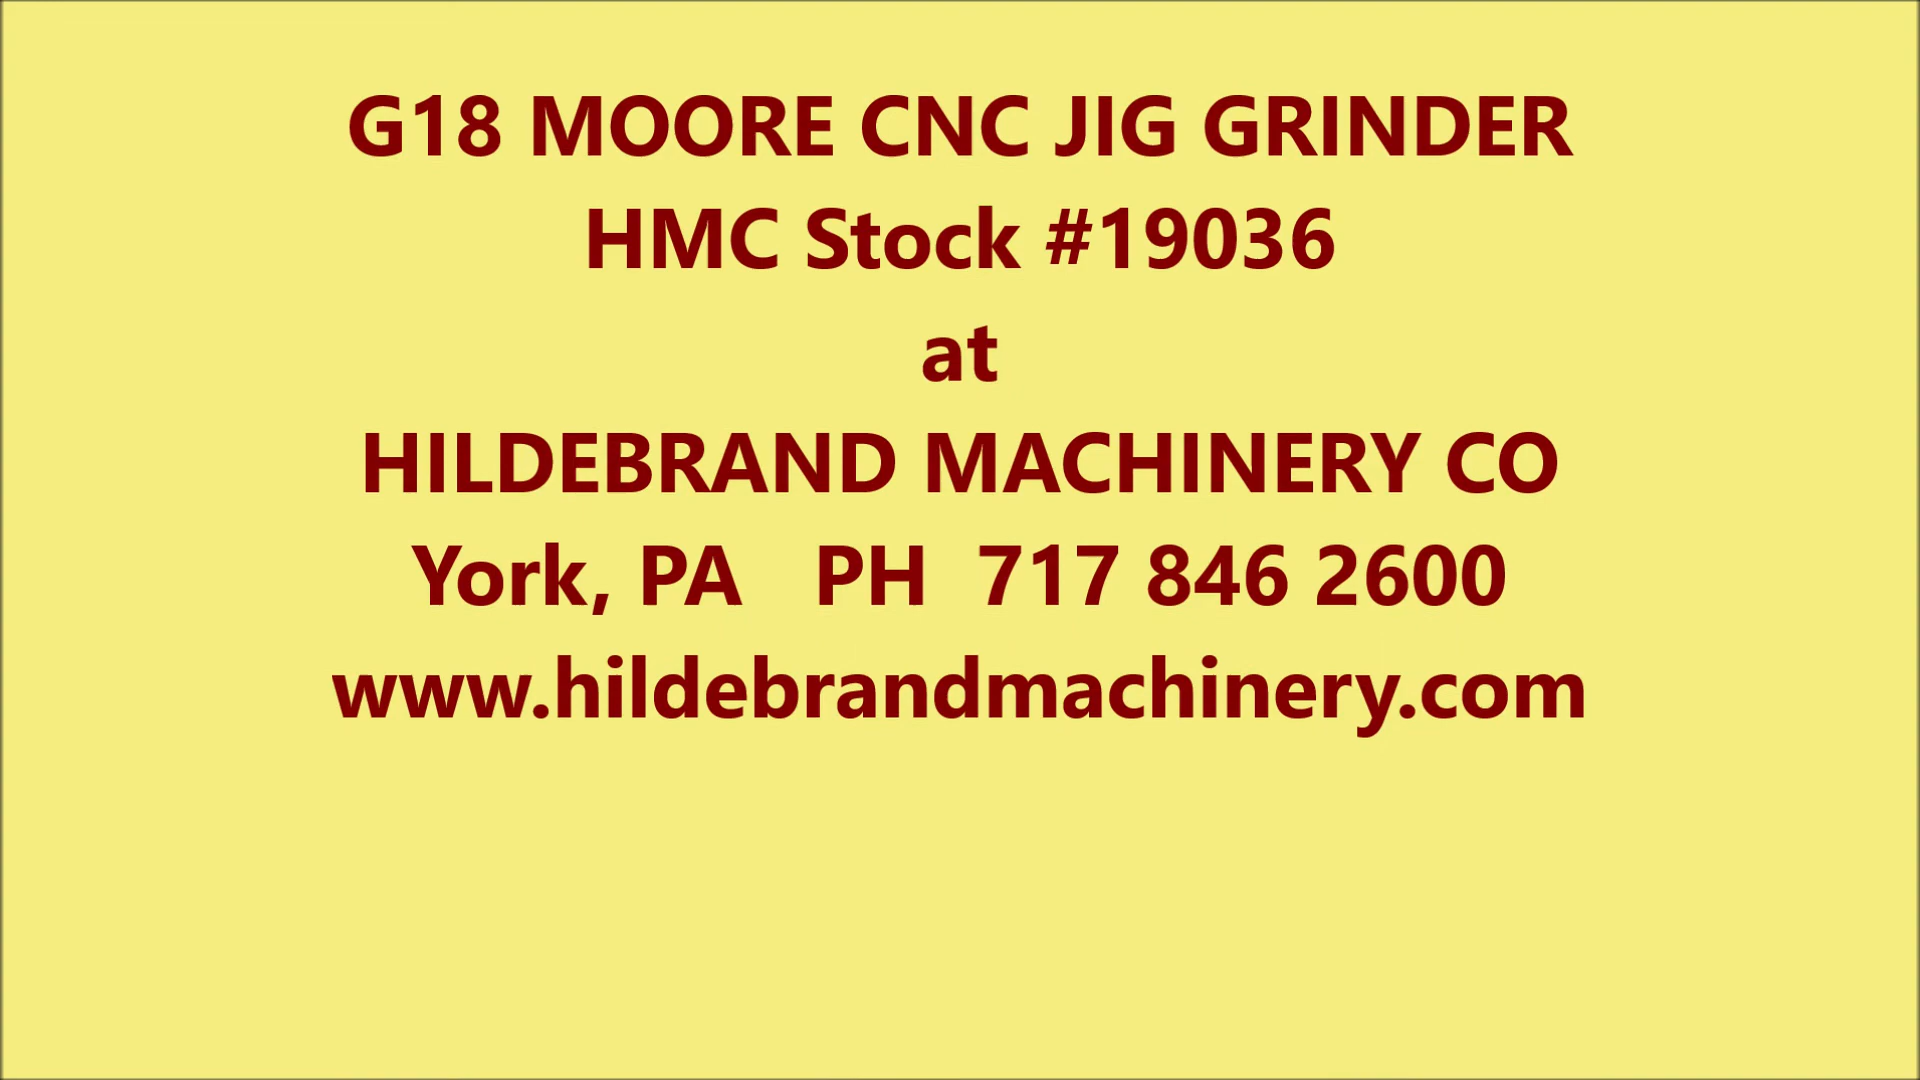 G18 MOORE CNC JIG GRINDER
HMC Stock #19036
at
HILDEBRAND MACHINERY CO
York, PA   PH  717 846 2600
www.hildebrandmachinery.com